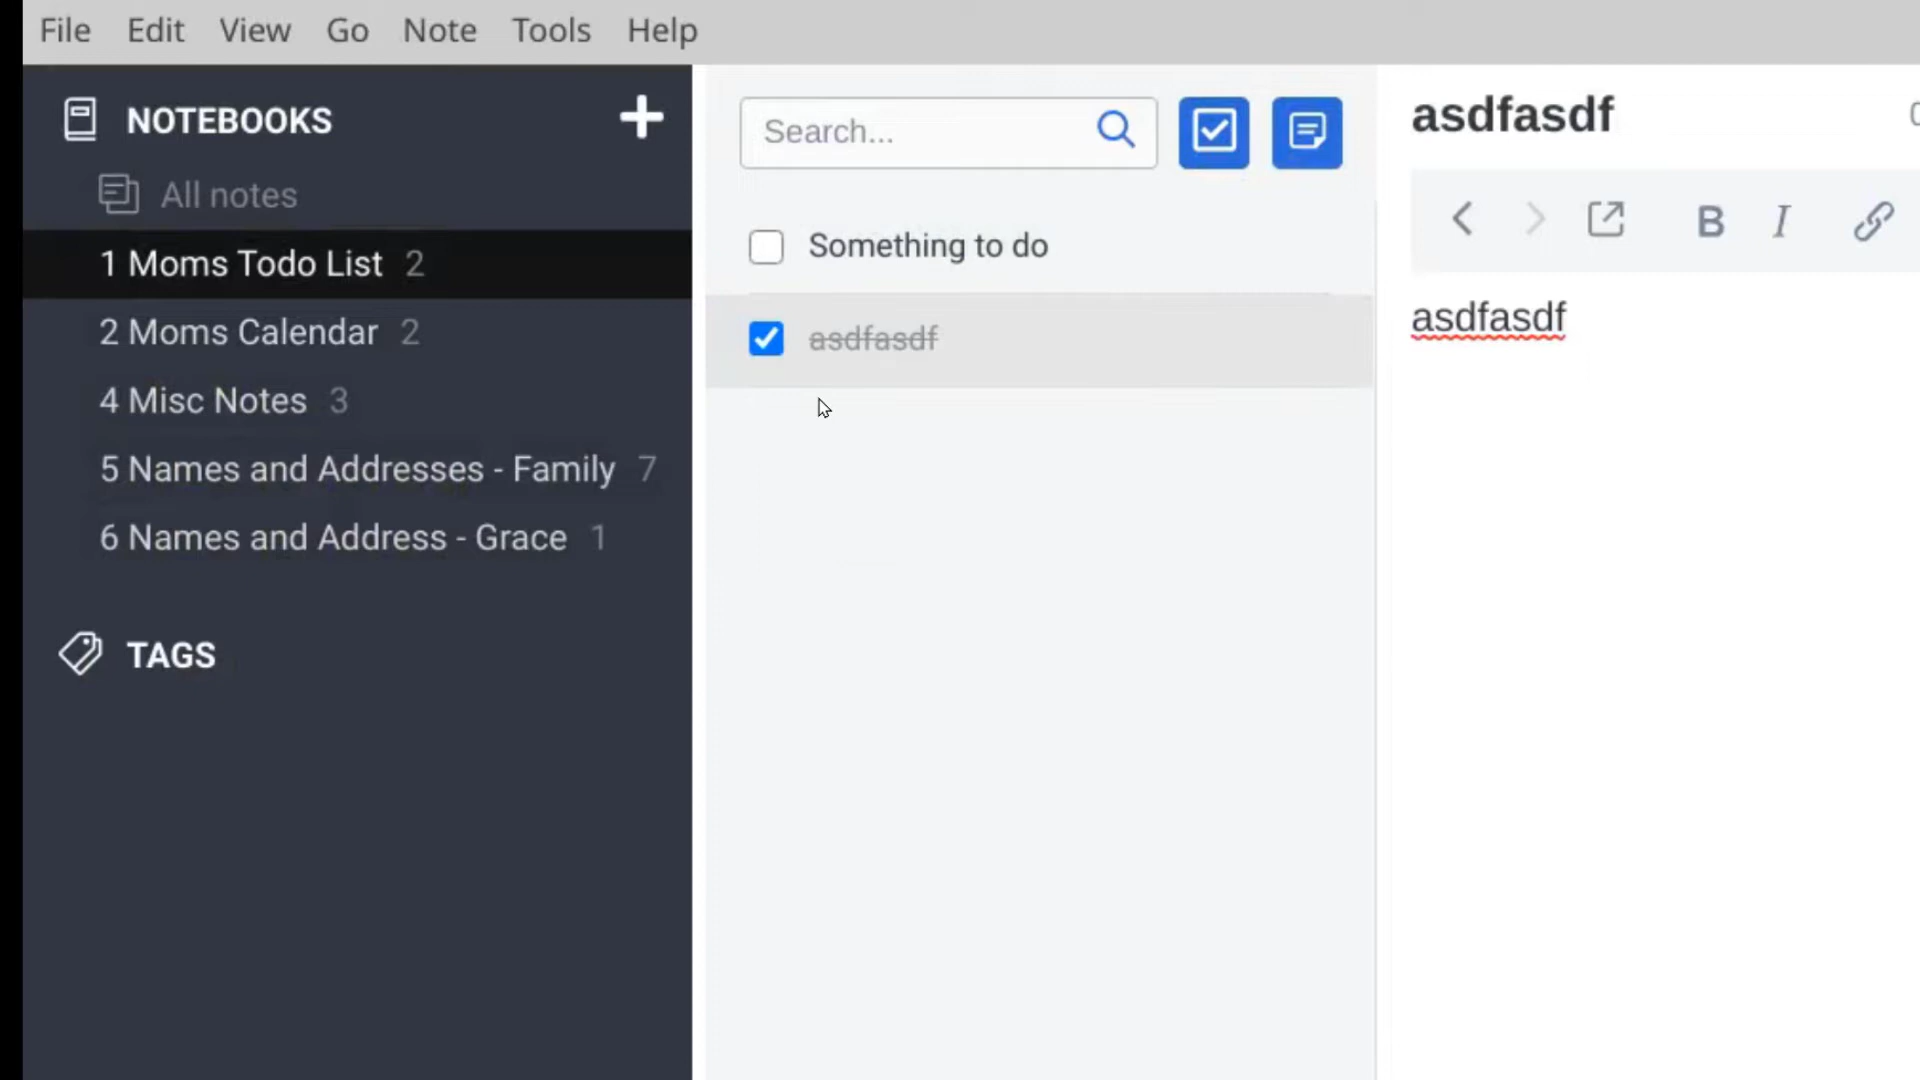 File Edit View Go Note Tools Help
NOTEBOOKS
All notes
1 Moms Todo List 2
2 Moms Calendar 2
4 Misc Notes 3
5 Names and Addresses - Family 7
6 Names and Address - Grace 1
TAGS
Search...
Something to do
asdfasdf
asdfasdf
B I
asdfasdf